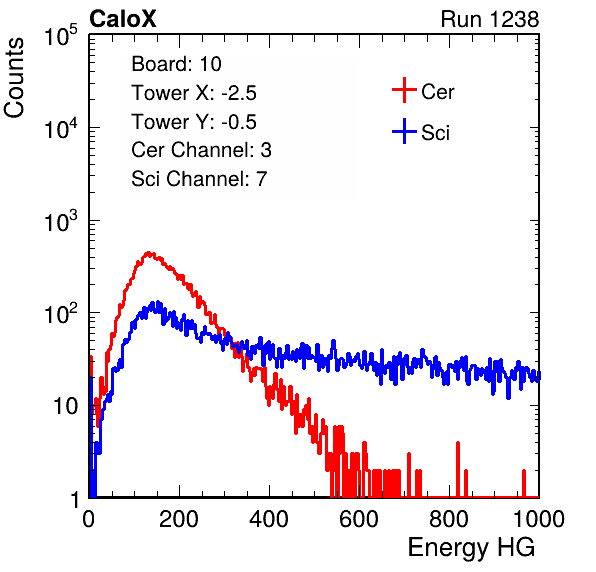 CaloX Run 1238
Counts
Board: 10
Tower X: -2.5
Tower Y: -0.5
Cer Channel: 3
Sci Channel: 7
Cer
Sci
10^5
10^4
10^3
10^2
10
1
0 200 400 600 800 1000
Energy HG